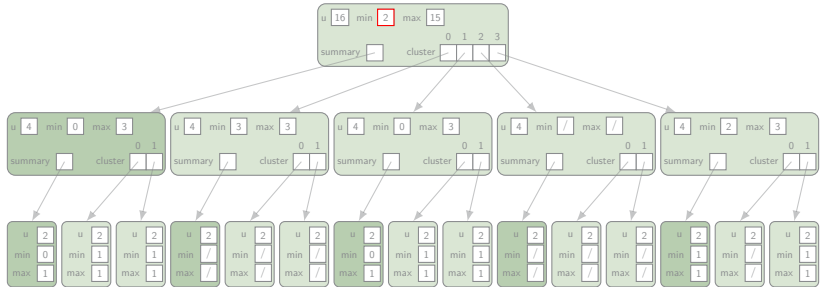 u 16 min 2 max 15
0 1 2 3
summary cluster
u 4 min 0 max 3 u 4 min 3 max 3 u 4 min 0 max 3 u 4 min / max / u 4 min 2 max 3
0 1 0 1 0 1 0 1 0 1
summary cluster summary cluster summary cluster summary cluster summary cluster
u 2 u 2 u 2 u 2 u 2 u 2 u 2 u 2 u 2 u 2 u 2 u 2 u 2 u 2 u 2
min 0 min 1 min 1 min / min / min / min 0 min 1 min 1 min / min / min / min 1 min 1 min 1
max 1 max 1 max 1 max / max / max / max 1 max 1 max 1 max / max / max / max 1 max 1 max 1